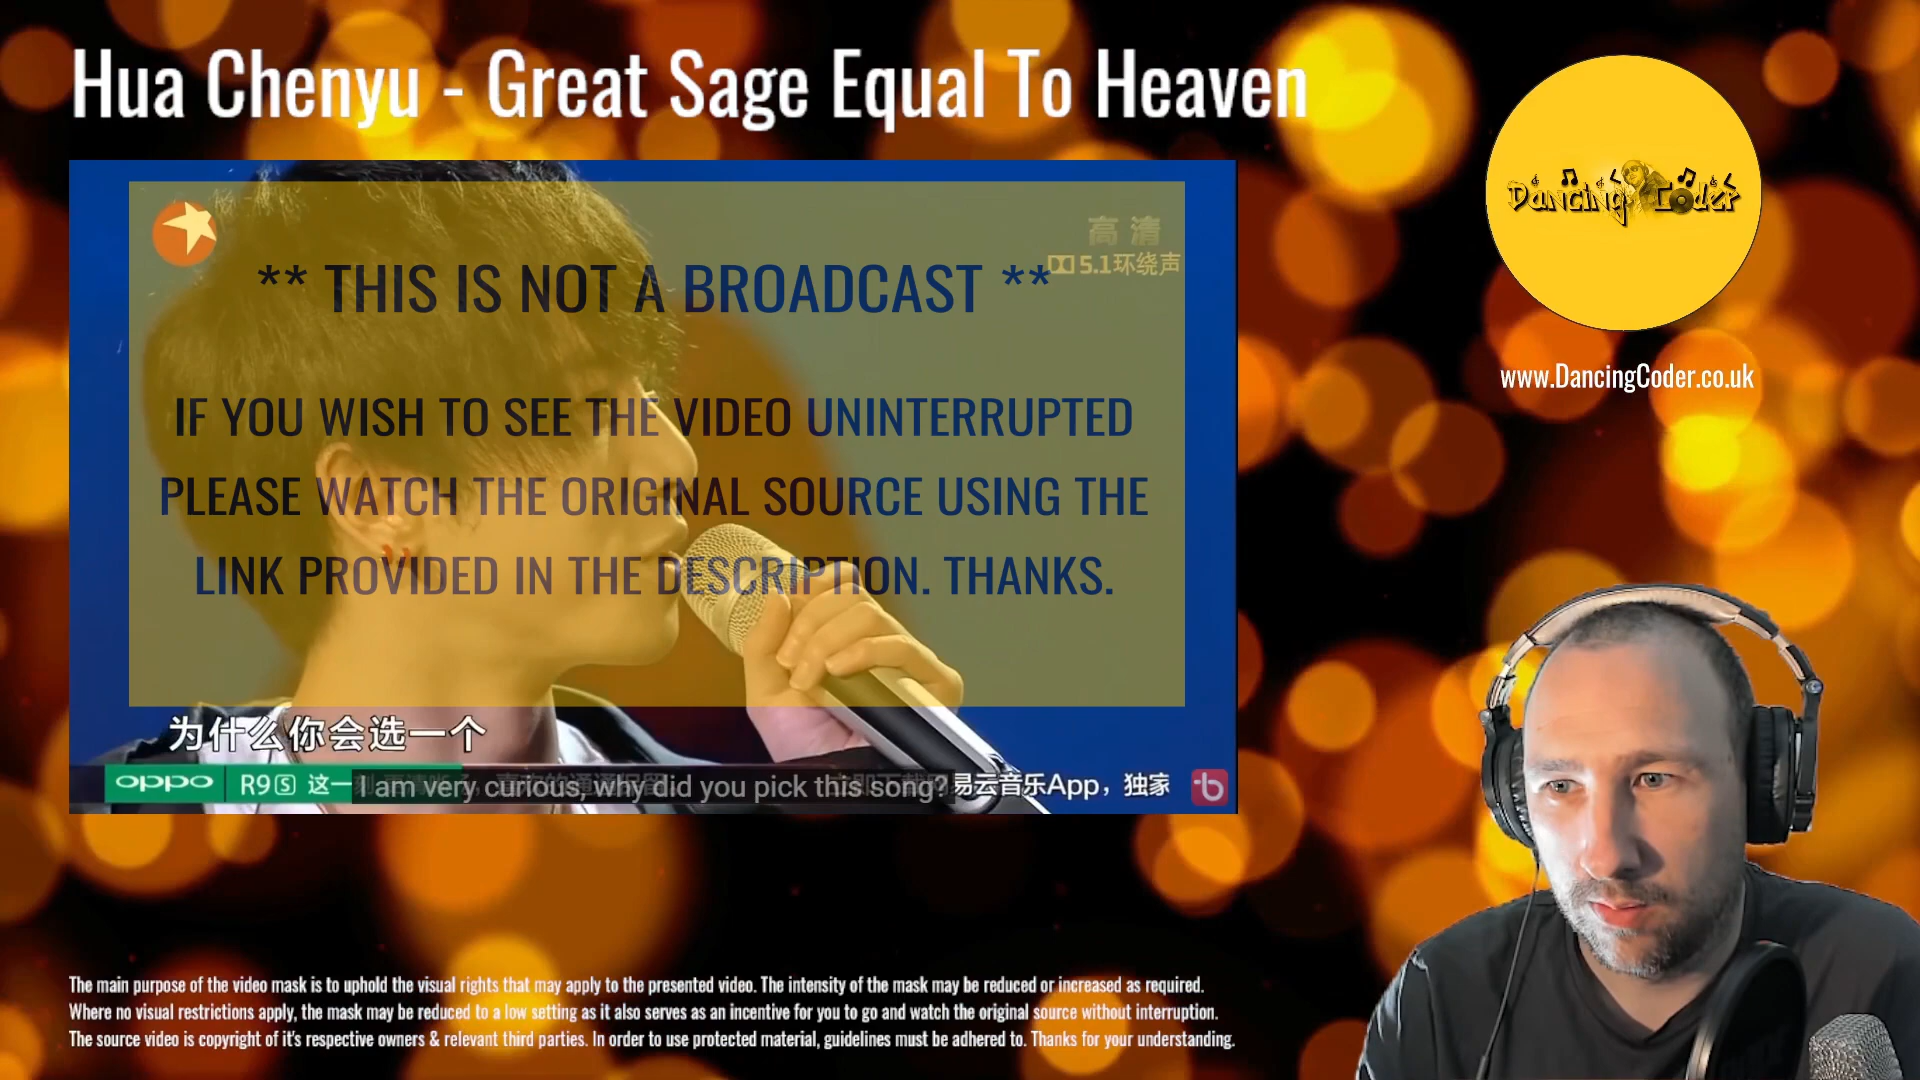 Hua Chenyu - Great Sage Equal To Heaven
Dancing Coder
www.DancingCoder.co.uk
高清
5.1环绕声
** THIS IS NOT A BROADCAST **
IF YOU WISH TO SEE THE VIDEO UNINTERRUPTED
PLEASE WATCH THE ORIGINAL SOURCE USING THE
LINK PROVIDED IN THE DESCRIPTION. THANKS.
为什么你会选一个
oppo R9S 这一
I am very curious, why did you pick this song?
易云音乐App，独家
The main purpose of the video mask is to uphold the visual rights that may apply to the presented video. The intensity of the mask may be reduced or increased as required.
Where no visual restrictions apply, the mask may be reduced to a low setting as it also serves as an incentive for you to go and watch the original source without interruption.
The source video is copyright of it's respective owners & relevant third parties. In order to use protected material, guidelines must be adhered to. Thanks for your understanding.